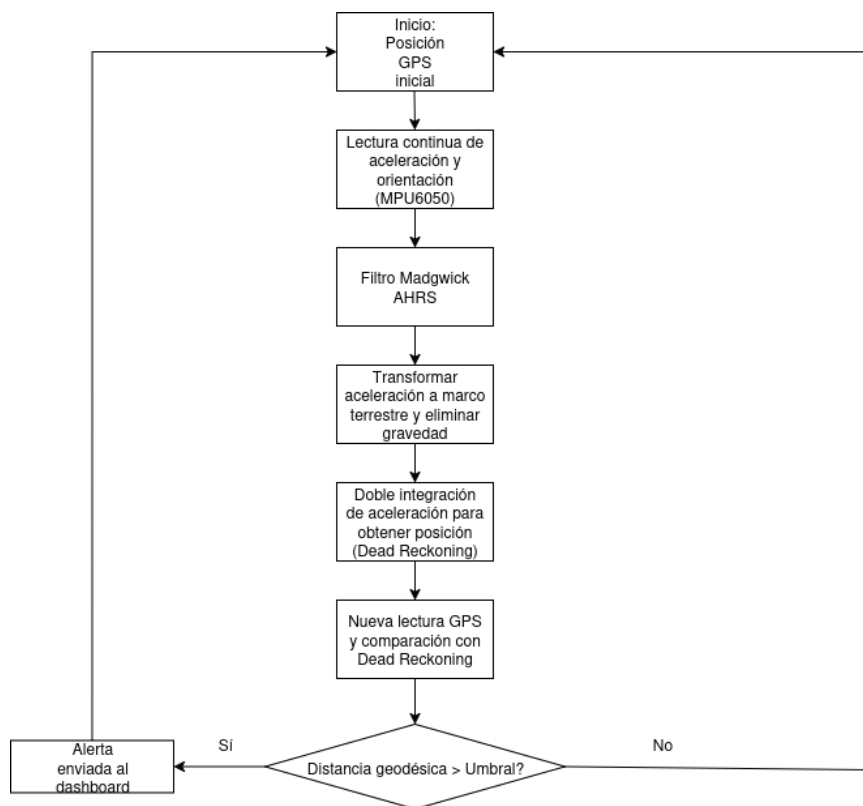 Inicio:
Posición
GPS
inicial
Lectura continua de
aceleración y
orientación
(MPU6050)
Filtro Madgwick
AHRS
Transformar
aceleración a marco
terrestre y eliminar
gravedad
Doble integración
de aceleración para
obtener posición
(Dead Reckoning)
Nueva lectura GPS
y comparación con
Dead Reckoning
Distancia geodésica > Umbral?
Sí
No
Alerta
enviada al
dashboard